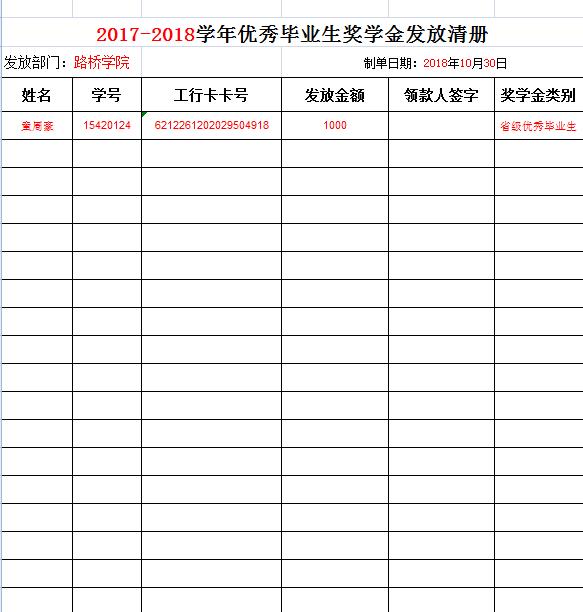 2017-2018学年优秀毕业生奖学金发放清册
发放部门：路桥学院 制单日期：2018年10月30日
姓名 学号 工行卡卡号 发放金额 领款人签字 奖学金类别
童周豪 15420124 6212261202029504918 1000 省级优秀毕业生